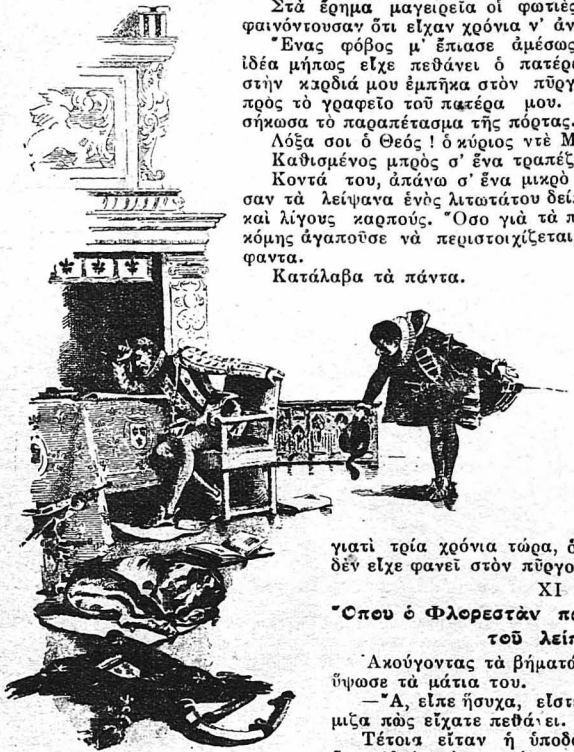 Στὰ ἔρημα μαγειρεῖα οἱ φωτιὲς
φαινόντουσαν ὅτι εἶχαν χρόνια ν' ἀν
Ἕνας φόβος μ' ἔπιασε ἀμέσως
ἰδέα μήπως εἶχε πεθάνει ὁ πατέρ
στὴν καρδιά μου ἐμπῆκα στὸν πῦργ
πρὸς τὸ γραφεῖο τοῦ πατέρα μου.
σήκωσα τὸ παραπέτασμα τῆς πόρτας.
Λόξα σοι ὁ Θεός ! ὁ κύριος ντὲ Μ
Καθισμένος μπρὸς σ' ἕνα τραπέζ
Κοντά του, ἀπάνω σ' ἕνα μικρὸ
σαν τὰ λείψανα ἑνὸς λιτωτάτου δεί
καὶ λίγους καρπούς. Ὅσο γιὰ τὰ π
κόμης ἀγαποῦσε νὰ περιστοιχίζεται
φαντα.
Κατάλαβα τὰ πάντα.
γιατὶ τρία χρόνια τώρα, ὁ
δὲν εἶχε φανεῖ στὸν πῦργο
XI
Ὅπου ὁ Φλορεστὰν πα
τοῦ λείπ
Ἀκούγοντας τὰ βήματά
ὕψωσε τὰ μάτια του.
—Ἄ, εἶπε ἥσυχα, εἶστ
μιζα πὼς εἴχατε πεθάνει.
Τέτοια εἶταν ἡ ὑποδο